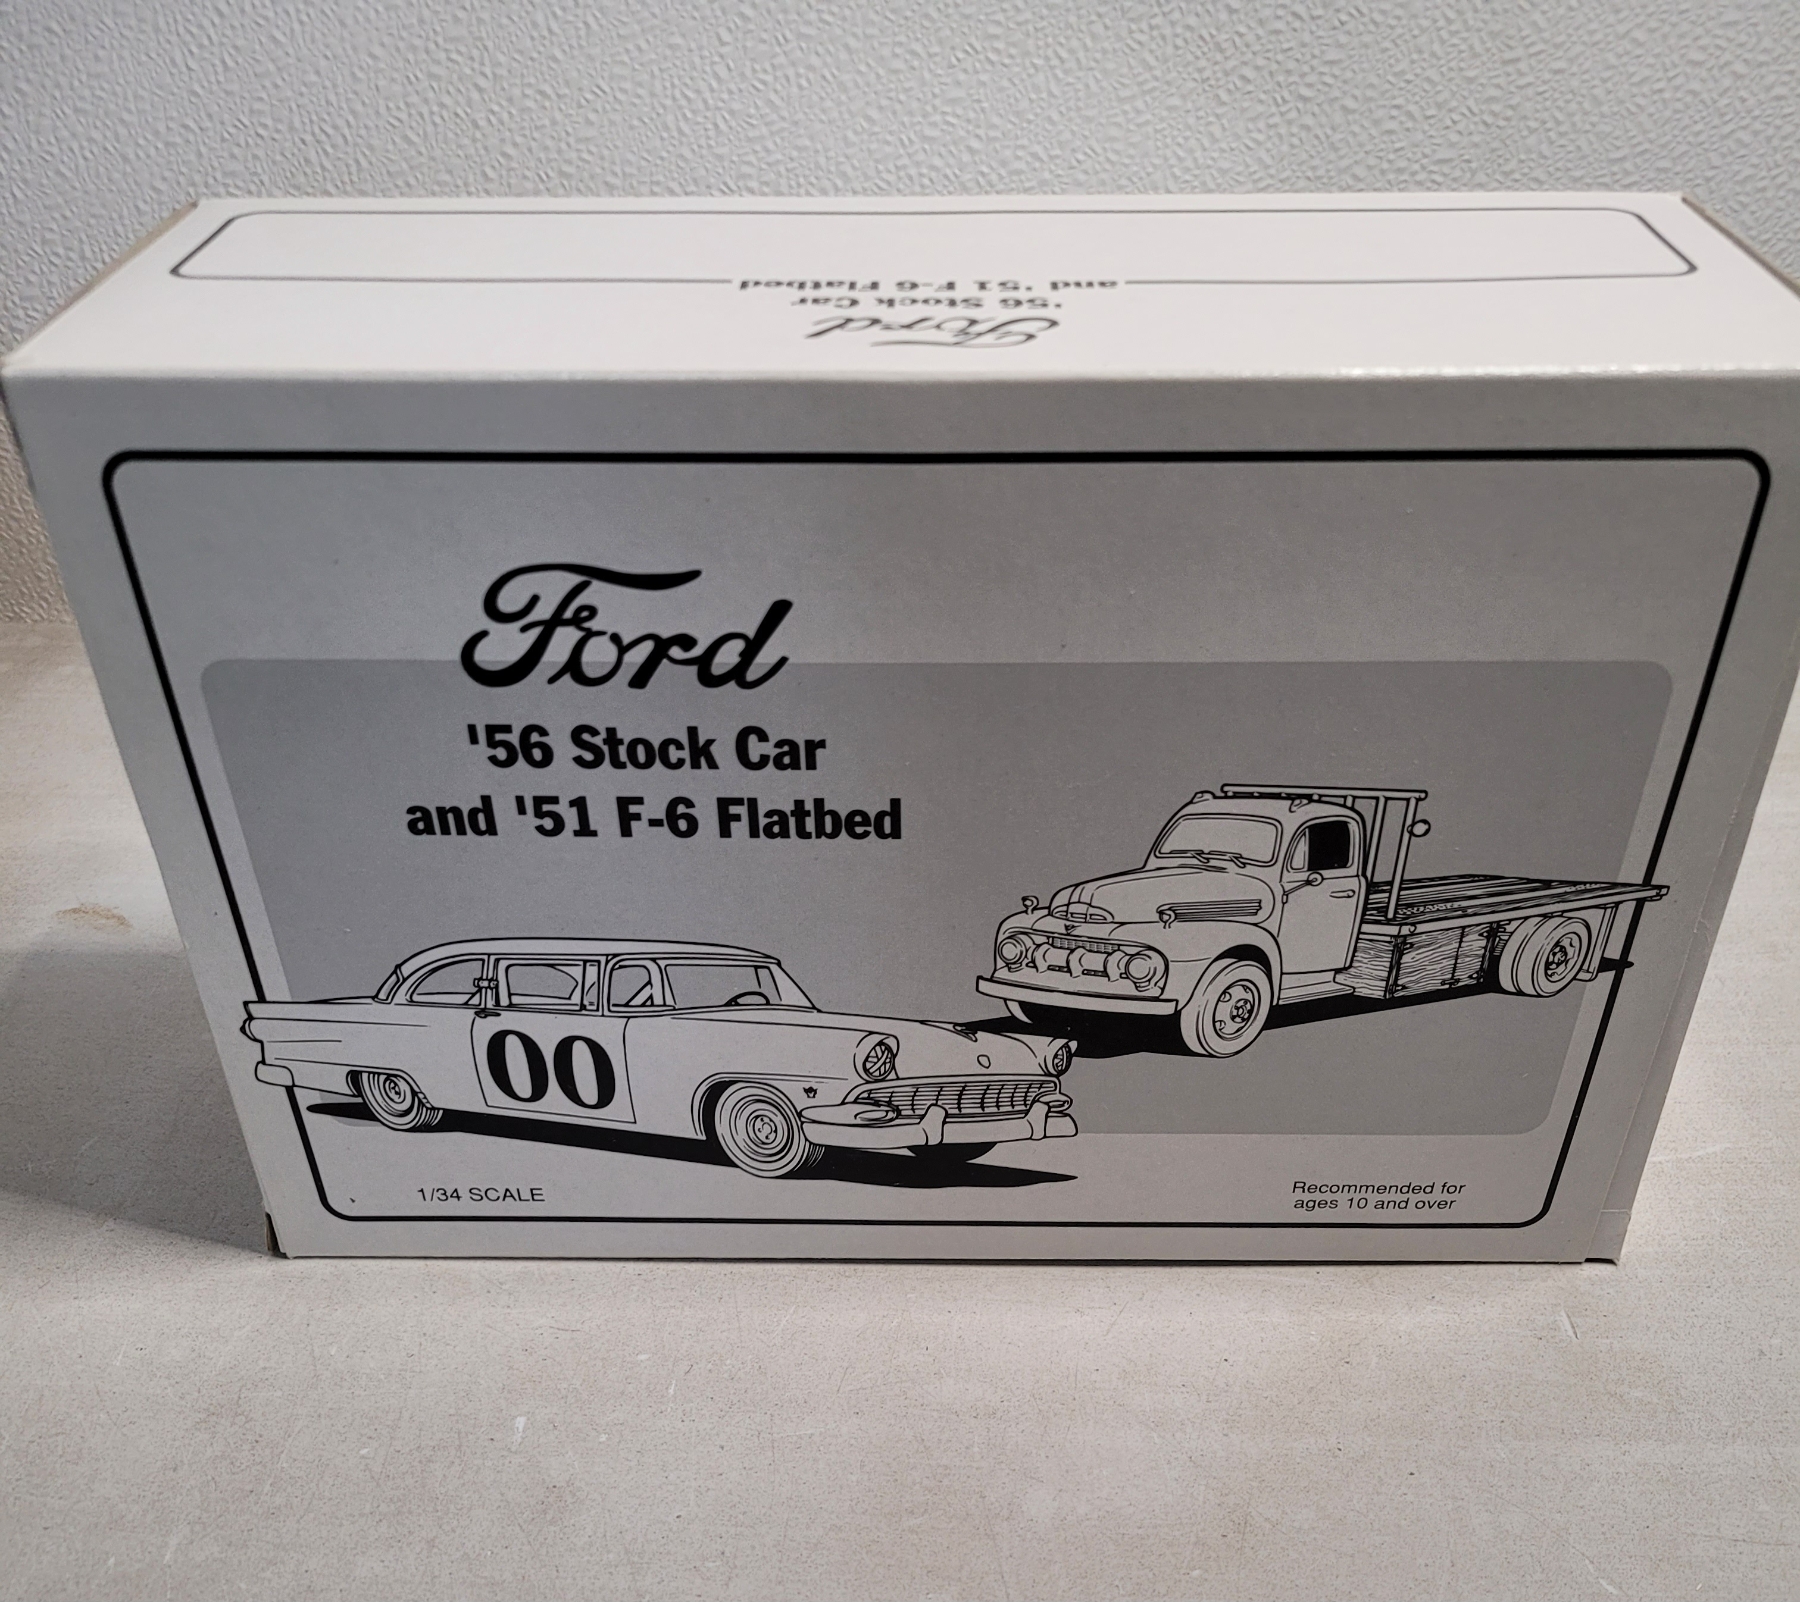 Ford
'56 Stock Car
and '51 F-6 Flatbed
Ford
'56 Stock Car
and '51 F-6 Flatbed
00
1/34 SCALE
Recommended for
ages 10 and over